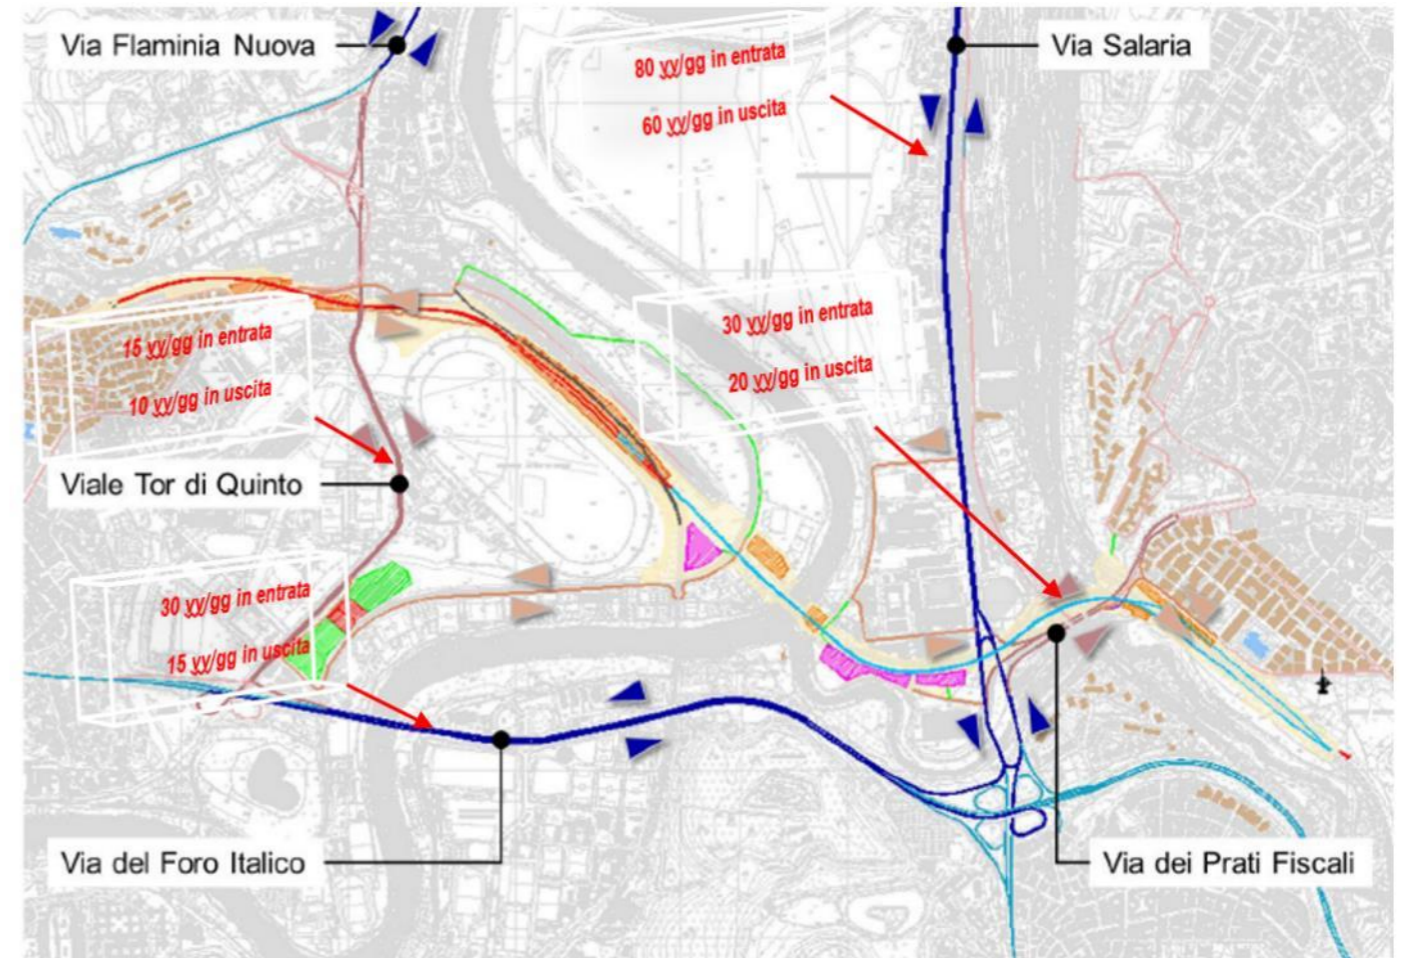 Via Flaminia Nuova
80 vv/gg in entrata
60 vv/gg in uscita
Via Salaria
15 vv/gg in entrata
10 vv/gg in uscita
30 vv/gg in entrata
20 vv/gg in uscita
Viale Tor di Quinto
30 vv/gg in entrata
15 vv/gg in uscita
Via del Foro Italico
Via dei Prati Fiscali